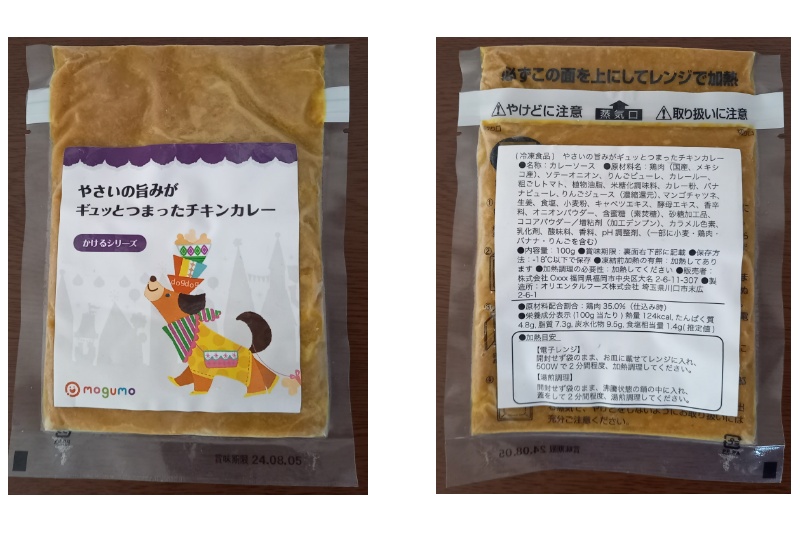 やさいの旨みが
ギュッとつまったチキンカレー
かけるシリーズ
mogumo
賞味期限 24.08.05
必ずこの面を上にしてレンジで加熱
⚠やけどに注意 蒸気口 ⚠取り扱いに注意
(冷凍食品) やさいの旨みがギュッとつまったチキンカレー
●名称：カレーソース ●原材料名：鶏肉（国産、メキシ
コ産）、ソテーオニオン、りんごピューレ、カレールー、
粗ごしトマト、植物油脂、米糖化調味料、カレー粉、バナ
ナピューレ、りんごジュース（濃縮還元）、マンゴチャツネ、
生姜、食塩、小麦粉、キャベツエキス、酵母エキス、香辛
料、オニオンパウダー、含蜜糖（素焚糖）、砂糖加工品、
ココアパウダー／増粘剤（加工デンプン）、カラメル色素、
乳化剤、酸味料、香料、pH調整剤、（一部に小麦・鶏肉・
バナナ・りんごを含む）
●内容量：100g ●賞味期限：裏面右下部に記載 ●保存方
法：-18℃以下で保存 ●凍結前加熱の有無：加熱してあり
ます ●加熱調理の必要性：加熱してください ●販売者：
株式会社 Oxxx 福岡県福岡市中央区大名2-6-11-307 ●製
造所：オリエンタルフーズ株式会社 埼玉県川口市末広
2-6-1
●原材料配合割合：鶏肉35.0%（仕込み時）
●栄養成分表示(100g当たり)熱量124kcal, たんぱく質
4.8g, 脂質7.3g, 炭水化物9.5g, 食塩相当量1.4g(推定値)
●加熱目安
【電子レンジ】
開封せず袋のまま、お皿に載せてレンジに入れ、
500Wで2分間程度、加熱調理してください。
【湯煎調理】
開封せず袋のまま、沸騰状態の鍋の中に入れ、
蓋をして2分間程度、湯煎調理してください。
充分ご注意ください。